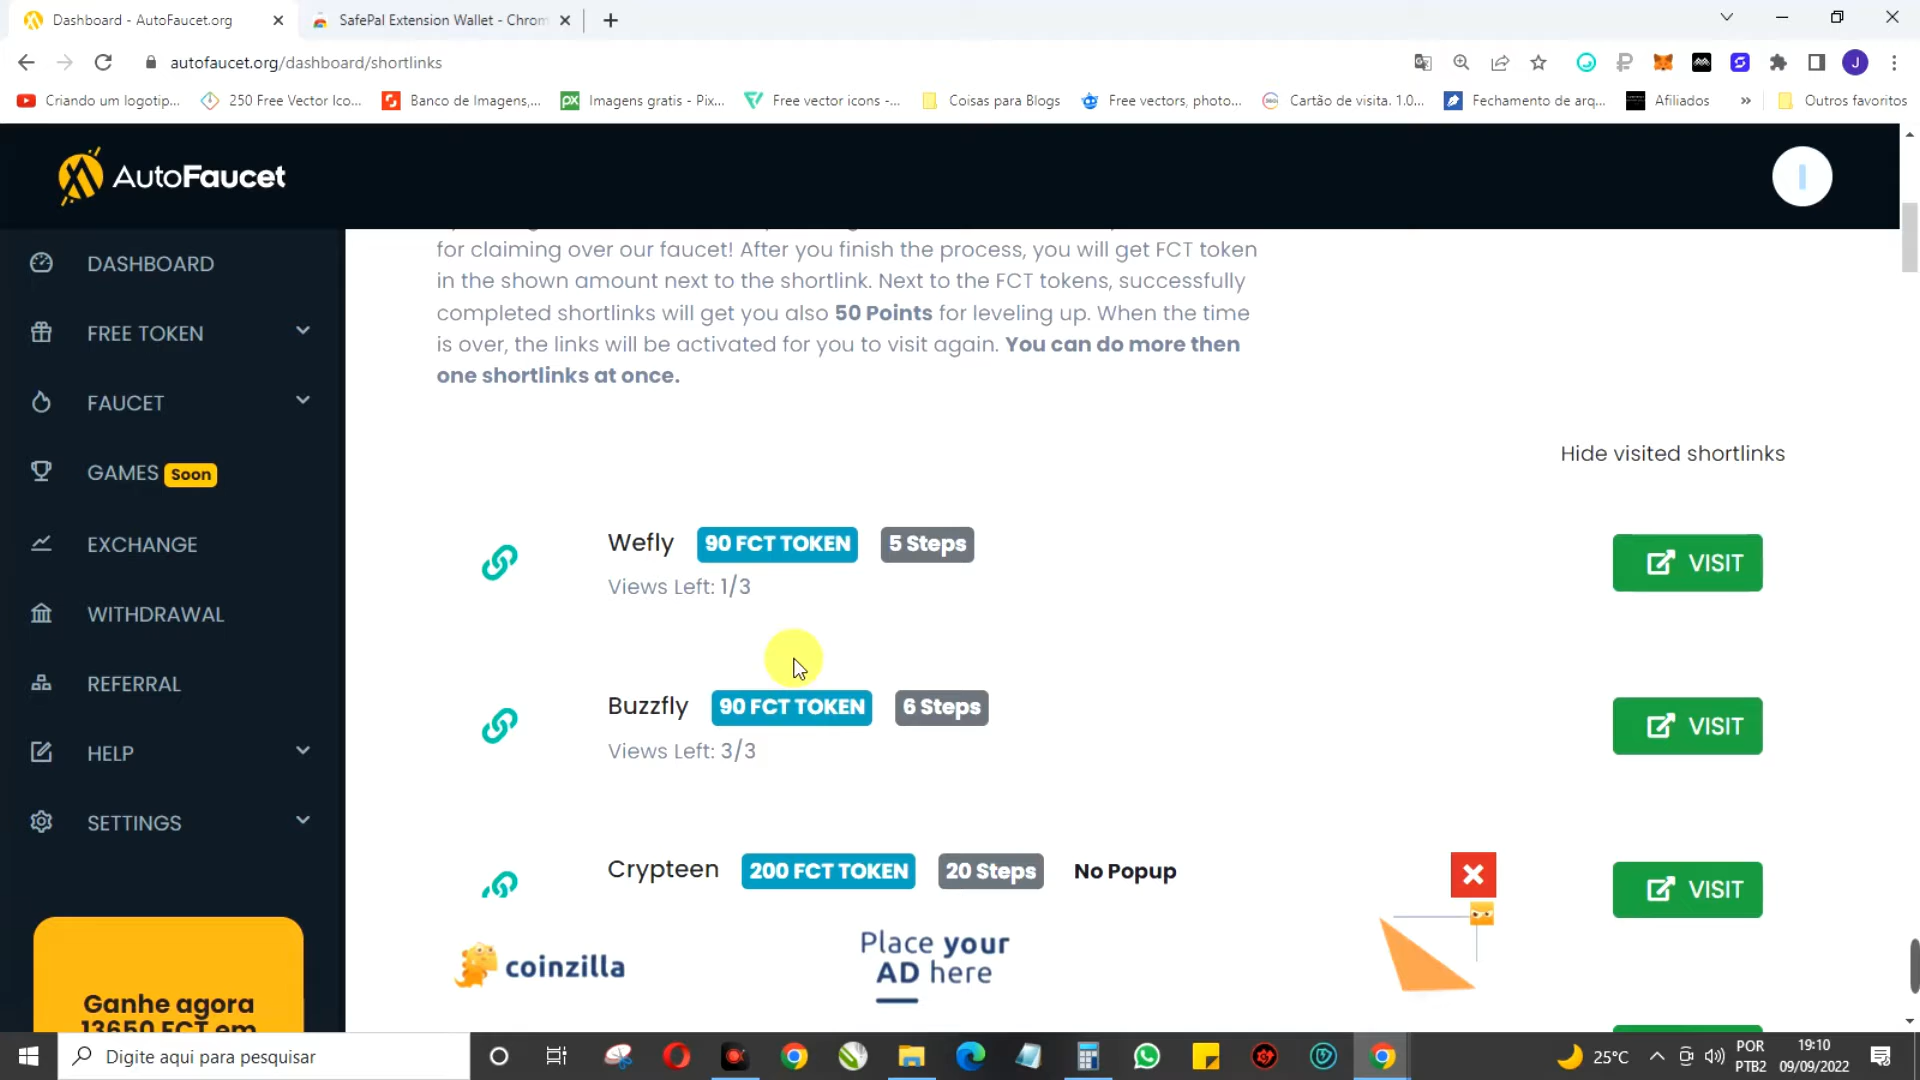 Dashboard - AutoFaucet.org
SafePal Extension Wallet - Chrom
autofaucet.org/dashboard/shortlinks
Criando um logotip...
250 Free Vector Ico...
Banco de Imagens,...
Imagens gratis - Pix...
Free vector icons -...
Coisas para Blogs
Free vectors, photo...
Cartão de visita. 1.0...
Fechamento de arq...
Afiliados
»
Outros favoritos
AutoFaucet
DASHBOARD
FREE TOKEN
FAUCET
GAMES Soon
EXCHANGE
WITHDRAWAL
REFERRAL
HELP
SETTINGS
Ganhe agora
13650 FCT em
for claiming over our faucet! After you finish the process, you will get FCT token
in the shown amount next to the shortlink. Next to the FCT tokens, successfully
completed shortlinks will get you also 50 Points for leveling up. When the time
is over, the links will be activated for you to visit again. You can do more then
one shortlinks at once.
Hide visited shortlinks
Wefly 90 FCT TOKEN 5 Steps
Views Left: 1/3
VISIT
Buzzfly 90 FCT TOKEN 6 Steps
Views Left: 3/3
VISIT
Crypteen 200 FCT TOKEN 20 Steps No Popup
VISIT
coinzilla
Place your
AD here
Digite aqui para pesquisar
25°C
POR
PTB2
19:10
09/09/2022